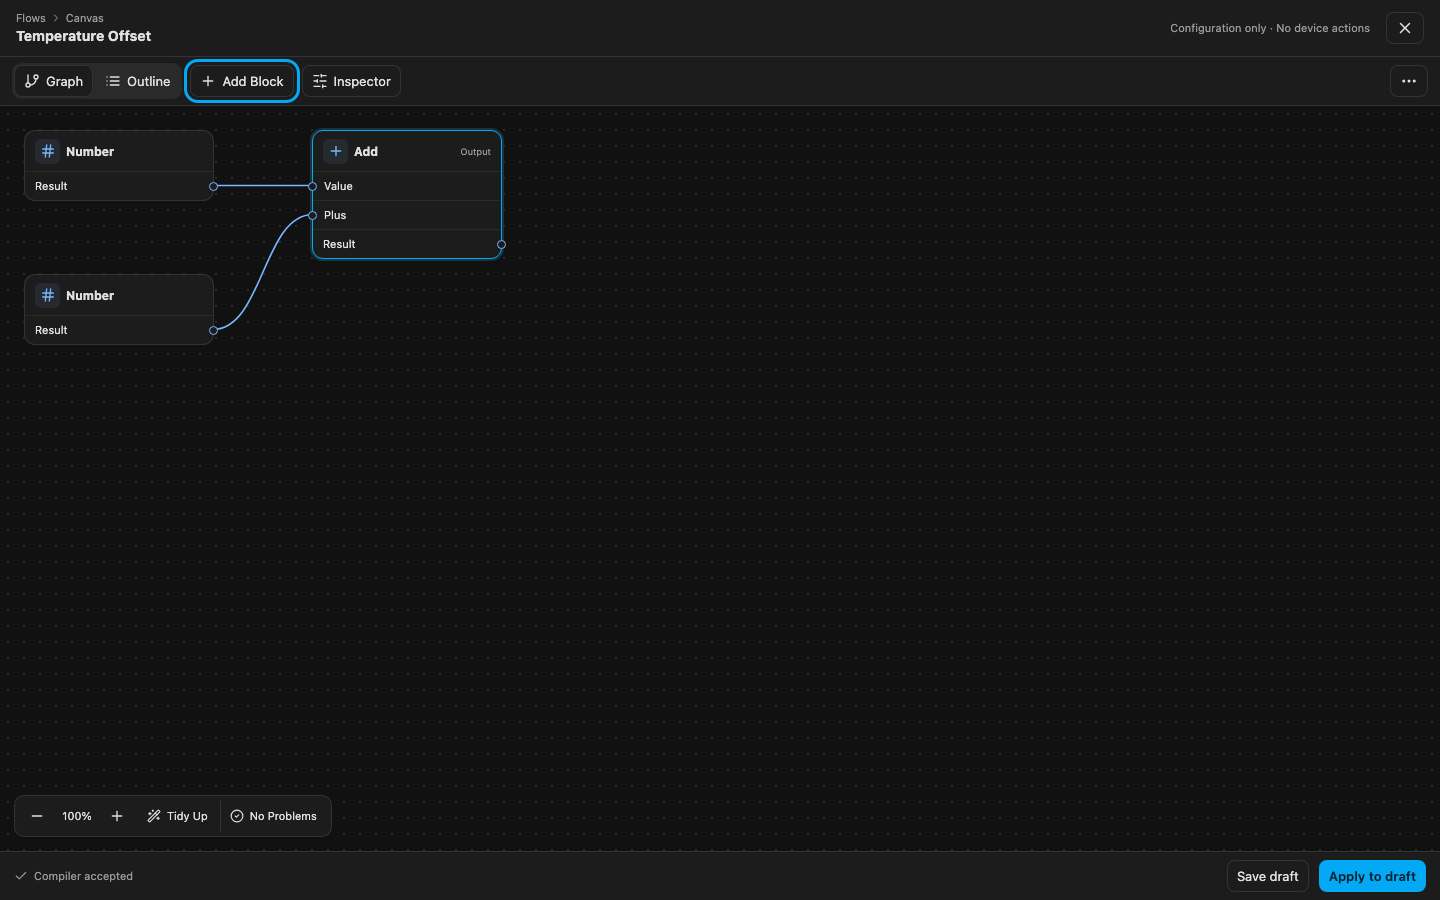 Flows > Canvas
Temperature Offset
Configuration only · No device actions
Graph
Outline
Add Block
Inspector
Number
Result
Add
Output
Value
Plus
Result
Number
Result
100%
Tidy Up
No Problems
Compiler accepted
Save draft
Apply to draft